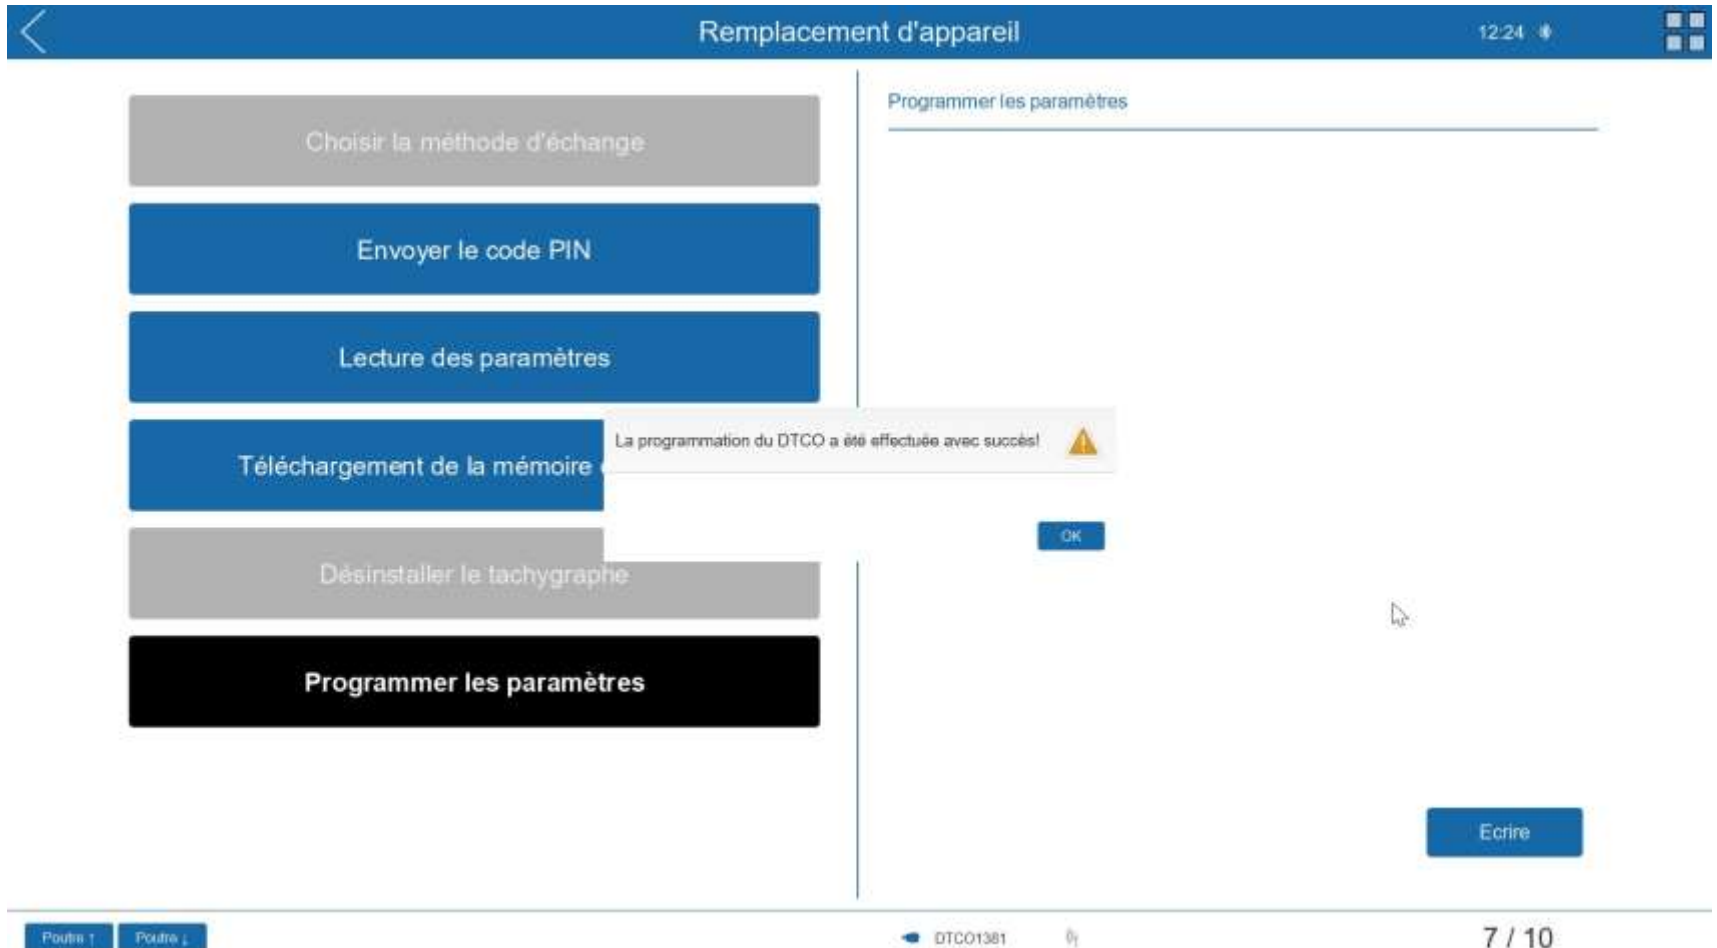 Remplacement d'appareil
12:24
Choisir la méthode d'échange
Programmer les paramètres
Envoyer le code PIN
Lecture des paramètres
La programmation du DTCO a été effectuée avec succès!
Téléchargement de la mémoire
OK
Désinstaller le tachygraphe
Programmer les paramètres
Ecrire
Poutre ↑
Poutre ↓
DTCO1381
7 / 10